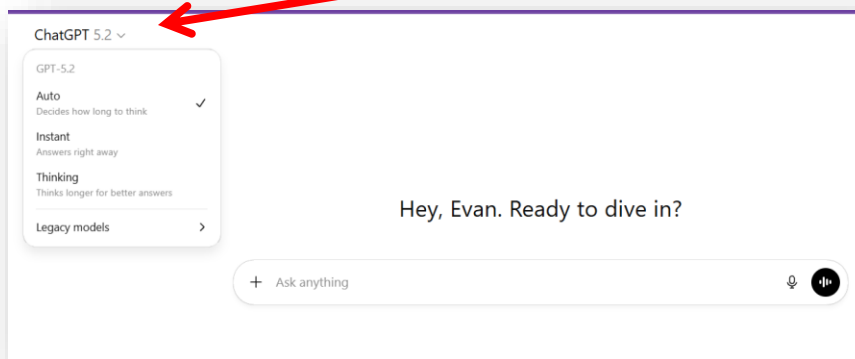 ChatGPT 5.2
GPT-5.2
Auto
Decides how long to think
Instant
Answers right away
Thinking
Thinks longer for better answers
Legacy models
Hey, Evan. Ready to dive in?
Ask anything